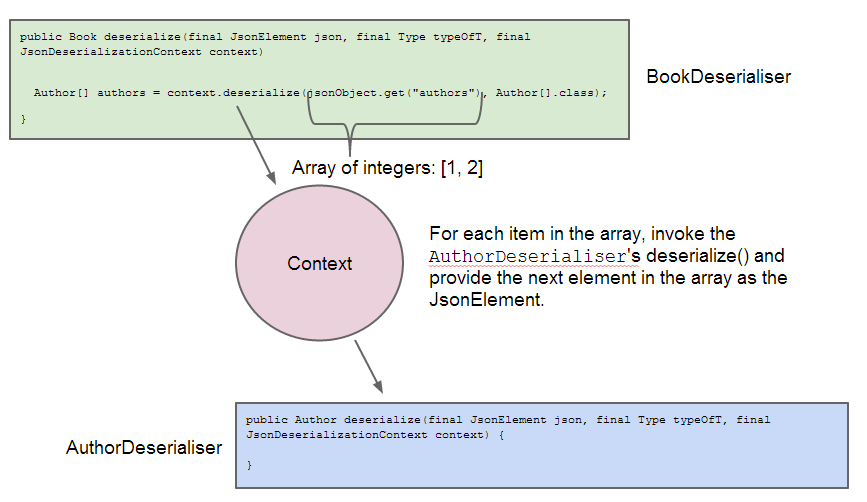 public Book deserialize(final JsonElement json, final Type typeOfT, final
JsonDeserializationContext context)
Author[] authors = context.deserialize(jsonObject.get("authors"), Author[].class);
}
BookDeserialiser
Array of integers: [1, 2]
Context
For each item in the array, invoke the
AuthorDeserialiser's deserialize() and
provide the next element in the array as the
JsonElement.
AuthorDeserialiser
public Author deserialize(final JsonElement json, final Type typeOfT, final
JsonDeserializationContext context) {
}